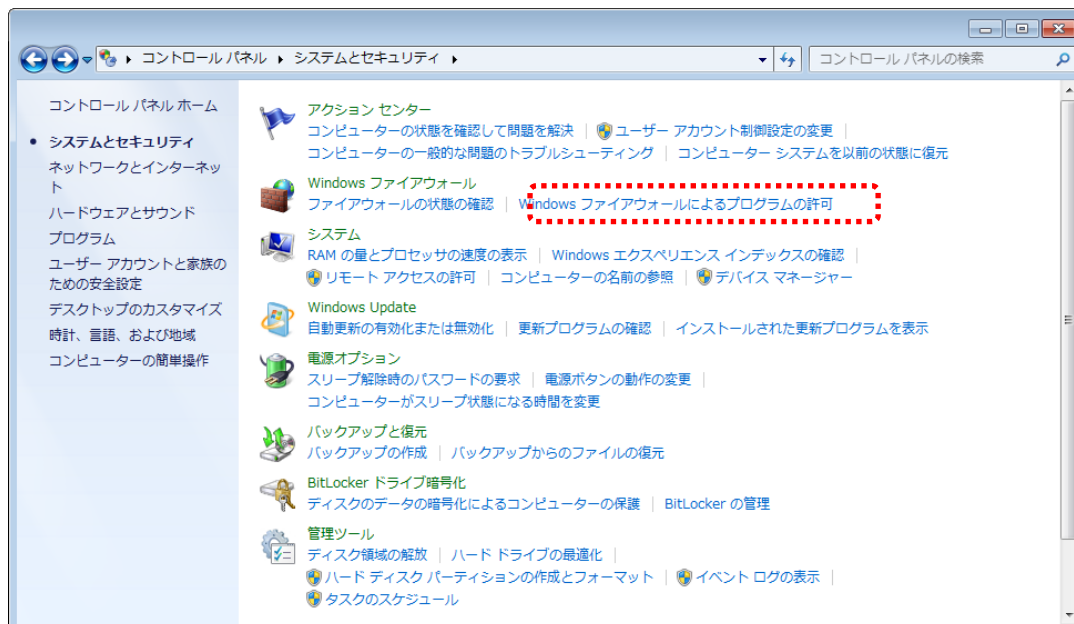 コントロール パネル システムとセキュリティ コントロール パネルの検索
コントロール パネル ホーム
システムとセキュリティ
ネットワークとインターネッ
ト
ハードウェアとサウンド
プログラム
ユーザー アカウントと家族の
ための安全設定
デスクトップのカスタマイズ
時計、言語、および地域
コンピューターの簡単操作
アクション センター
コンピューターの状態を確認して問題を解決 ユーザー アカウント制御設定の変更
コンピューターの一般的な問題のトラブルシューティング コンピューター システムを以前の状態に復元
Windows ファイアウォール
ファイアウォールの状態の確認 Windows ファイアウォールによるプログラムの許可
システム
RAM の量とプロセッサの速度の表示 Windows エクスペリエンス インデックスの確認
リモート アクセスの許可 コンピューターの名前の参照 デバイス マネージャー
Windows Update
自動更新の有効化または無効化 更新プログラムの確認 インストールされた更新プログラムを表示
電源オプション
スリープ解除時のパスワードの要求 電源ボタンの動作の変更
コンピューターがスリープ状態になる時間を変更
バックアップと復元
バックアップの作成 バックアップからのファイルの復元
BitLocker ドライブ暗号化
ディスクのデータの暗号化によるコンピューターの保護 BitLocker の管理
管理ツール
ディスク領域の解放 ハード ドライブの最適化
ハード ディスク パーティションの作成とフォーマット イベント ログの表示
タスクのスケジュール